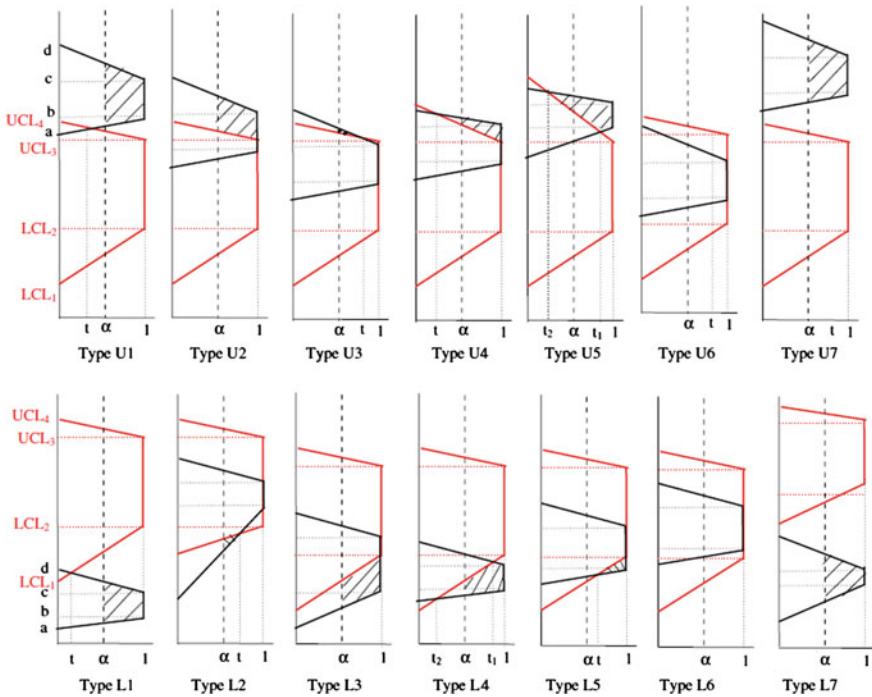 d
c
b
UCL4
a
UCL3
LCL2
LCL1
t α 1 α 1 α t 1 t α 1 t2 α t1 1 α t 1 t α 1
Type U1 Type U2 Type U3 Type U4 Type U5 Type U6 Type U7
UCL4
UCL3
LCL2
d
LCL1
c
b
a
t α 1 α t 1 α 1 t2 α t1 1 α t 1 α 1 α 1
Type L1 Type L2 Type L3 Type L4 Type L5 Type L6 Type L7